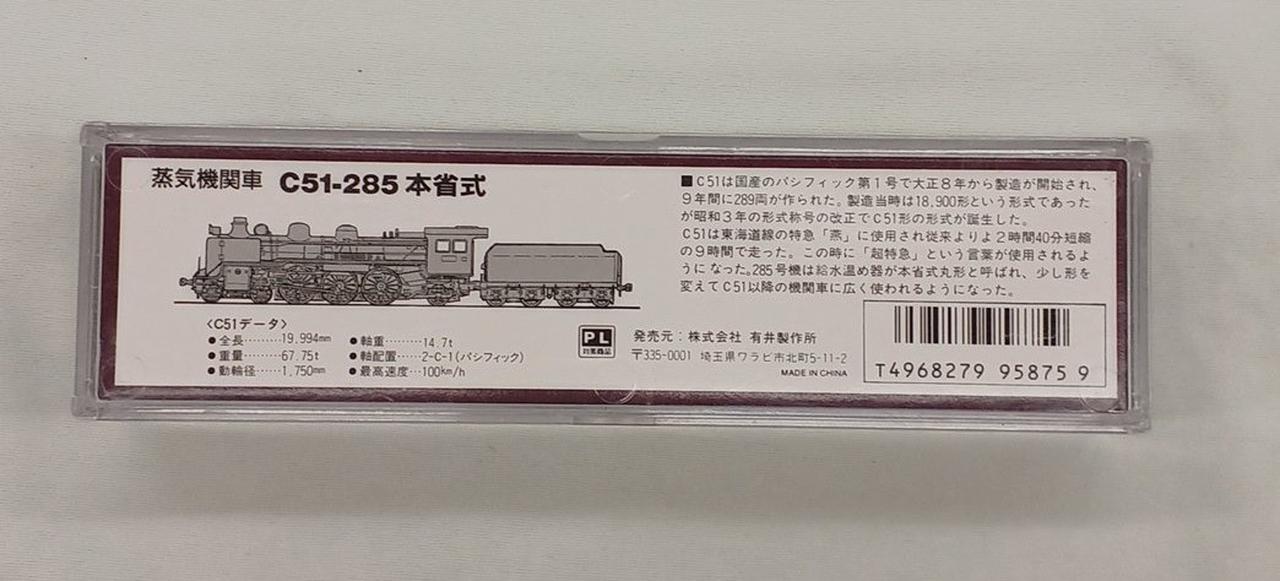 蒸気機関車 C51-285 本省式
■C51は国産のパシフィック第1号で大正8年から製造が開始され、
9年間に289両が作られた。製造当時は18,900形という形式であった
が昭和3年の形式称号の改正でC51形の形式が誕生した。
C51は東海道線の特急「燕」に使用され従来よりよ2時間40分短縮
の9時間で走った。この時に「超特急」という言葉が使用されるよ
うになった。285号機は給水温め器が本省式丸形と呼ばれ、少し形を
変えてC51以降の機関車に広く使われるようになった。
〈C51データ〉
●全長……19.994mm ●軸重……14.7t
●重量……67.75t ●軸配置……2-C-1(パシフィック)
●動輪径……1,750mm ●最高速度…100km/h
PL
対策商品
発売元:株式会社 有井製作所
〒335-0001 埼玉県ワラビ市北町5-11-2
MADE IN CHINA
T4968279 95875 9